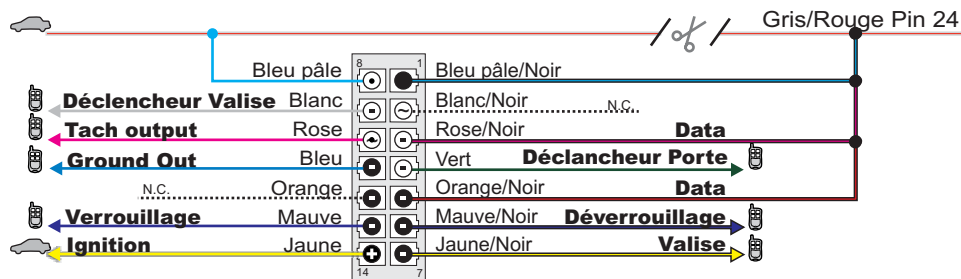 Gris/Rouge Pin 24
8 1
Bleu pâle Bleu pâle/Noir
Déclencheur Valise Blanc Blanc/Noir N.C.
Tach output Rose Rose/Noir Data
Ground Out Bleu Vert Déclancheur Porte
N.C. Orange Orange/Noir Data
Verrouillage Mauve Mauve/Noir Déverrouillage
Ignition Jaune Jaune/Noir Valise
14 7